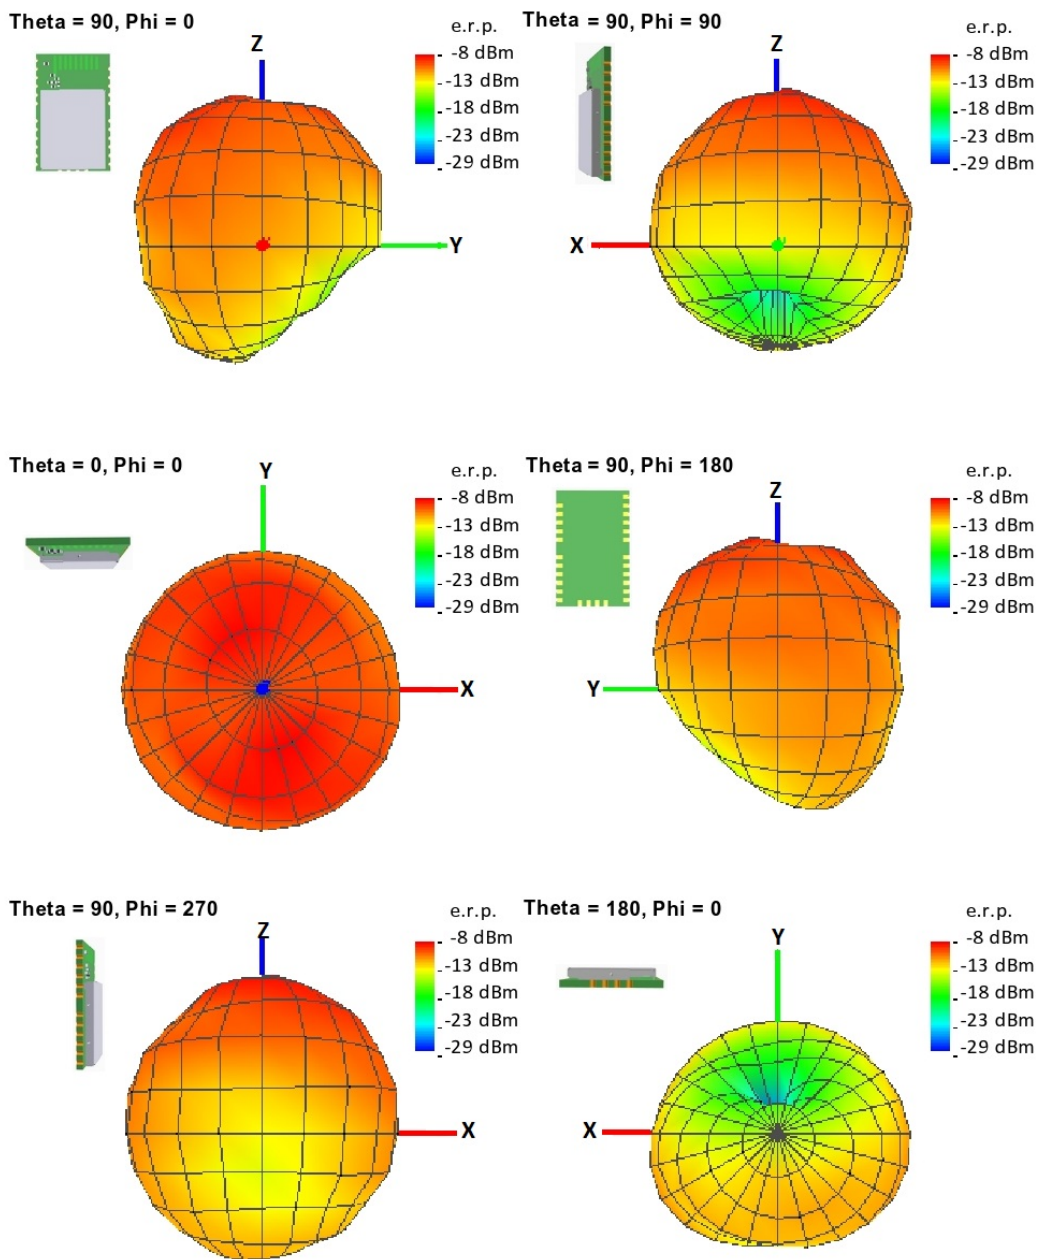 Theta = 90, Phi = 0
e.r.p.
Z
-8 dBm
-13 dBm
-18 dBm
-23 dBm
-29 dBm
Y
Theta = 90, Phi = 90
e.r.p.
Z
-8 dBm
-13 dBm
-18 dBm
-23 dBm
-29 dBm
X
Theta = 0, Phi = 0
e.r.p.
Y
-8 dBm
-13 dBm
-18 dBm
-23 dBm
-29 dBm
X
Theta = 90, Phi = 180
e.r.p.
Z
-8 dBm
-13 dBm
-18 dBm
-23 dBm
-29 dBm
Y
Theta = 90, Phi = 270
e.r.p.
Z
-8 dBm
-13 dBm
-18 dBm
-23 dBm
-29 dBm
X
Theta = 180, Phi = 0
e.r.p.
Y
-8 dBm
-13 dBm
-18 dBm
-23 dBm
-29 dBm
X